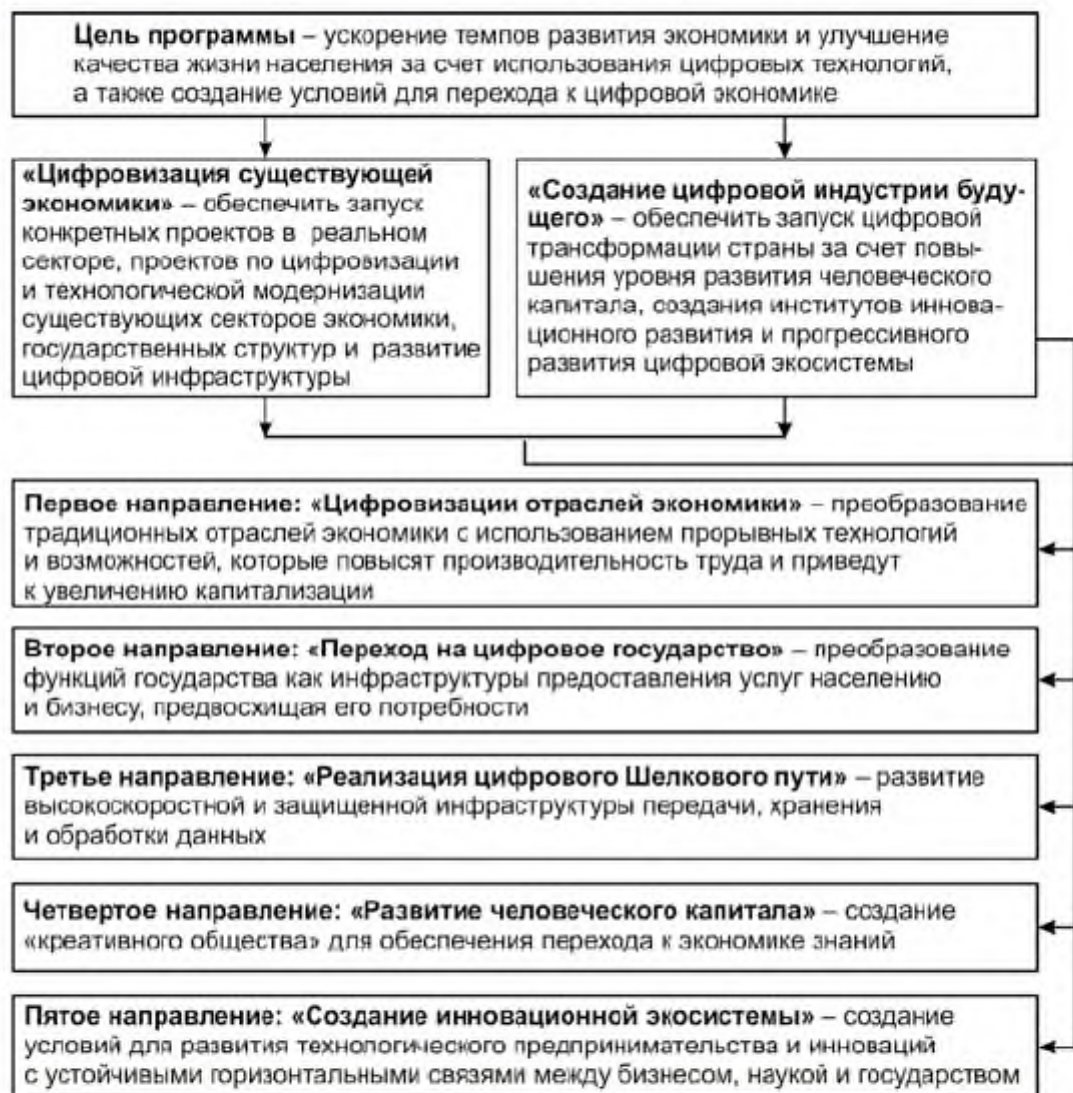 Цель программы – ускорение темпов развития экономики и улучшение
качества жизни населения за счет использования цифровых технологий,
а также создание условий для перехода к цифровой экономике
«Цифровизация существующей
экономики» – обеспечить запуск
конкретных проектов в реальном
секторе, проектов по цифровизации
и технологической модернизации
существующих секторов экономики,
государственных структур и развитие
цифровой инфраструктуры
«Создание цифровой индустрии буду-
щего» – обеспечить запуск цифровой
трансформации страны за счет повы-
шения уровня развития человеческого
капитала, создания институтов иннова-
ционного развития и прогрессивного
развития цифровой экосистемы
Первое направление: «Цифровизации отраслей экономики» – преобразование
традиционных отраслей экономики с использованием прорывных технологий
и возможностей, которые повысят производительность труда и приведут
к увеличению капитализации
Второе направление: «Переход на цифровое государство» – преобразование
функций государства как инфраструктуры предоставления услуг населению
и бизнесу, предвосхищая его потребности
Третье направление: «Реализация цифрового Шелкового пути» – развитие
высокоскоростной и защищенной инфраструктуры передачи, хранения
и обработки данных
Четвертое направление: «Развитие человеческого капитала» – создание
«креативного общества» для обеспечения перехода к экономике знаний
Пятое направление: «Создание инновационной экосистемы» – создание
условий для развития технологического предпринимательства и инноваций
с устойчивыми горизонтальными связями между бизнесом, наукой и государством